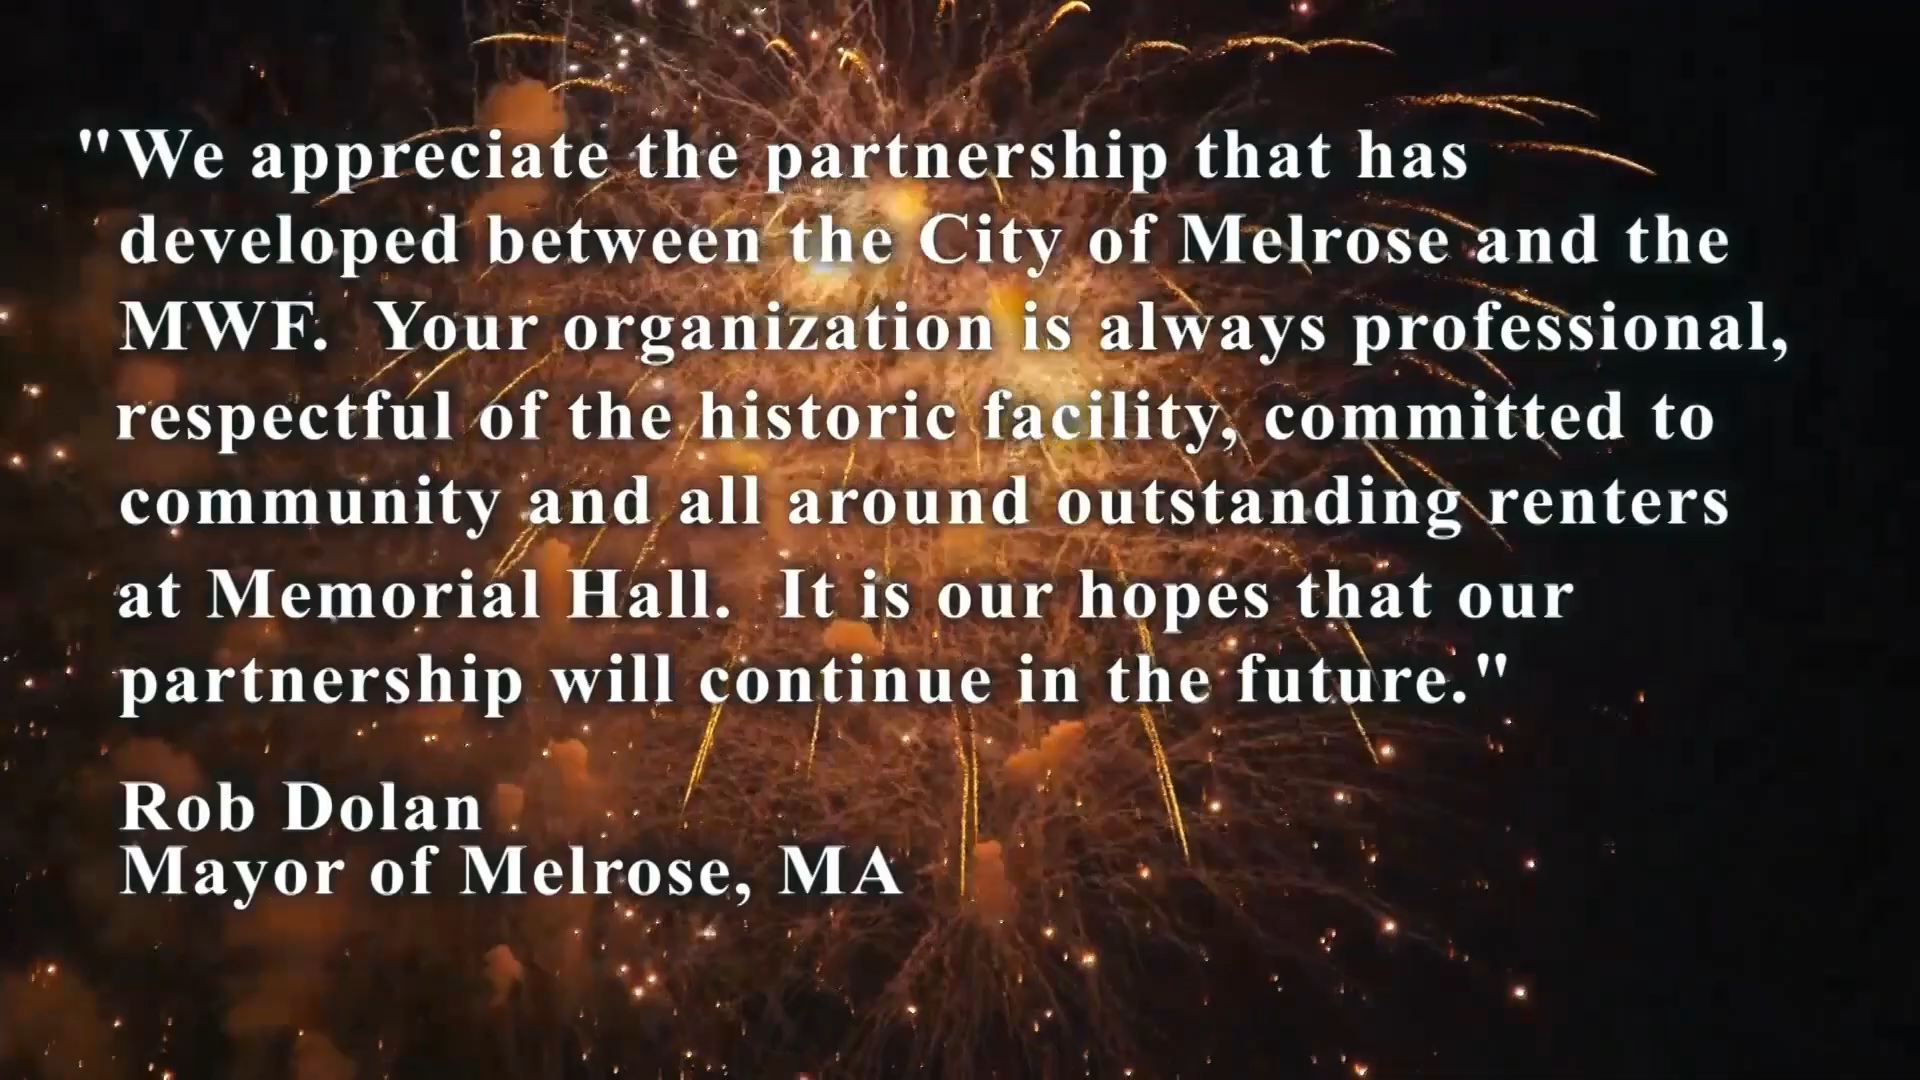 "We appreciate the partnership that has
developed between the City of Melrose and the
MWF.  Your organization is always professional,
respectful of the historic facility, committed to
community and all around outstanding renters
at Memorial Hall.  It is our hopes that our
partnership will continue in the future."
Rob Dolan
Mayor of Melrose, MA